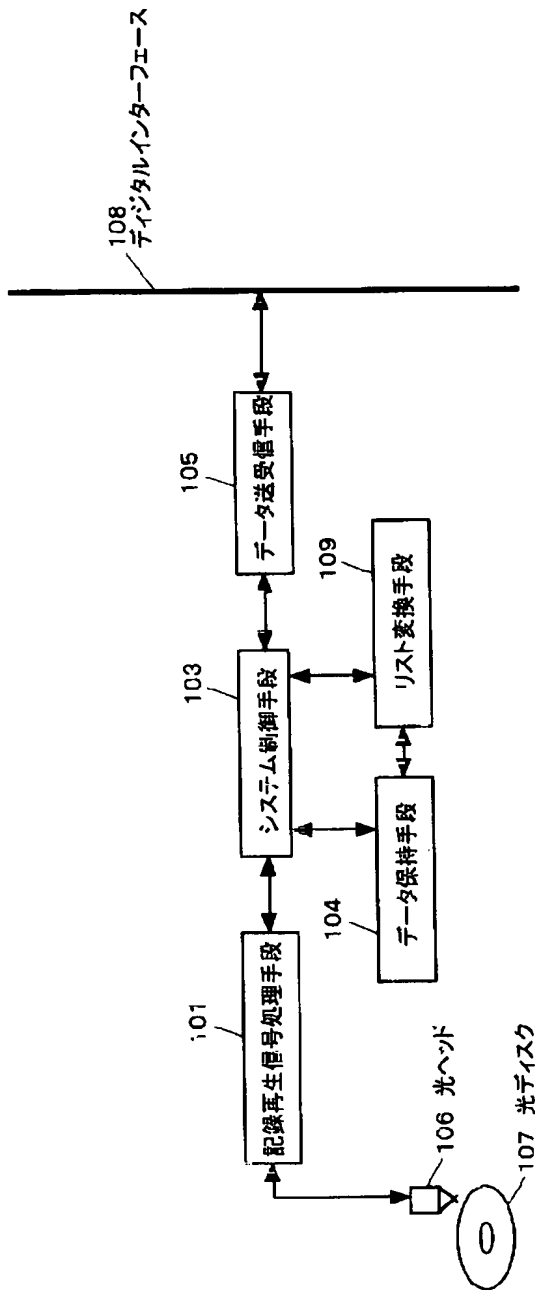 108
ディジタルインターフェース
105
データ送受信手段
103
システム制御手段
109
リスト変換手段
101
記録再生信号処理手段
104
データ保持手段
106 光ヘッド
107 光ディスク